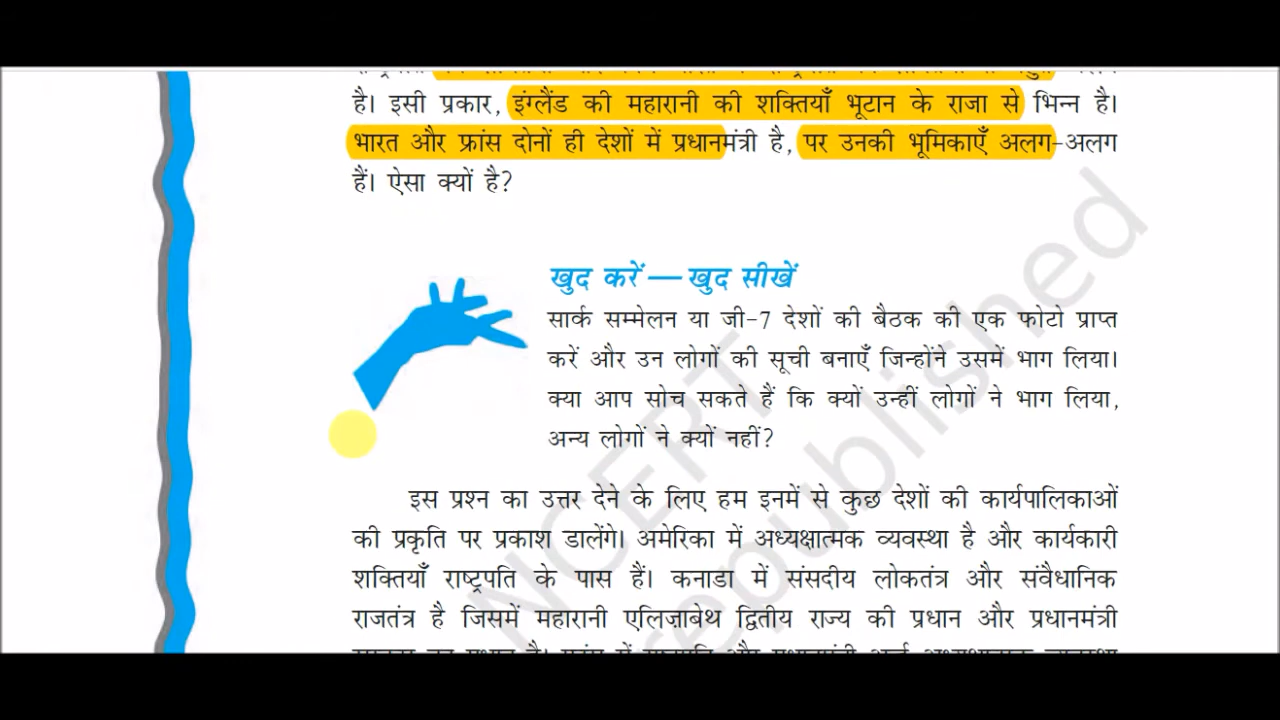 है। इसी प्रकार, इंग्लैंड की महारानी की शक्तियाँ भूटान के राजा से भिन्न है।
भारत और फ्रांस दोनों ही देशों में प्रधानमंत्री है, पर उनकी भूमिकाएँ अलग-अलग
हैं। ऐसा क्यों है?
खुद करें — खुद सीखें
सार्क सम्मेलन या जी-7 देशों की बैठक की एक फोटो प्राप्त
करें और उन लोगों की सूची बनाएँ जिन्होंने उसमें भाग लिया।
क्या आप सोच सकते हैं कि क्यों उन्हीं लोगों ने भाग लिया,
अन्य लोगों ने क्यों नहीं?
इस प्रश्न का उत्तर देने के लिए हम इनमें से कुछ देशों की कार्यपालिकाओं
की प्रकृति पर प्रकाश डालेंगे। अमेरिका में अध्यक्षात्मक व्यवस्था है और कार्यकारी
शक्तियाँ राष्ट्रपति के पास हैं। कनाडा में संसदीय लोकतंत्र और संवैधानिक
राजतंत्र है जिसमें महारानी एलिज़ाबेथ द्वितीय राज्य की प्रधान और प्रधानमंत्री
NCERT
republished